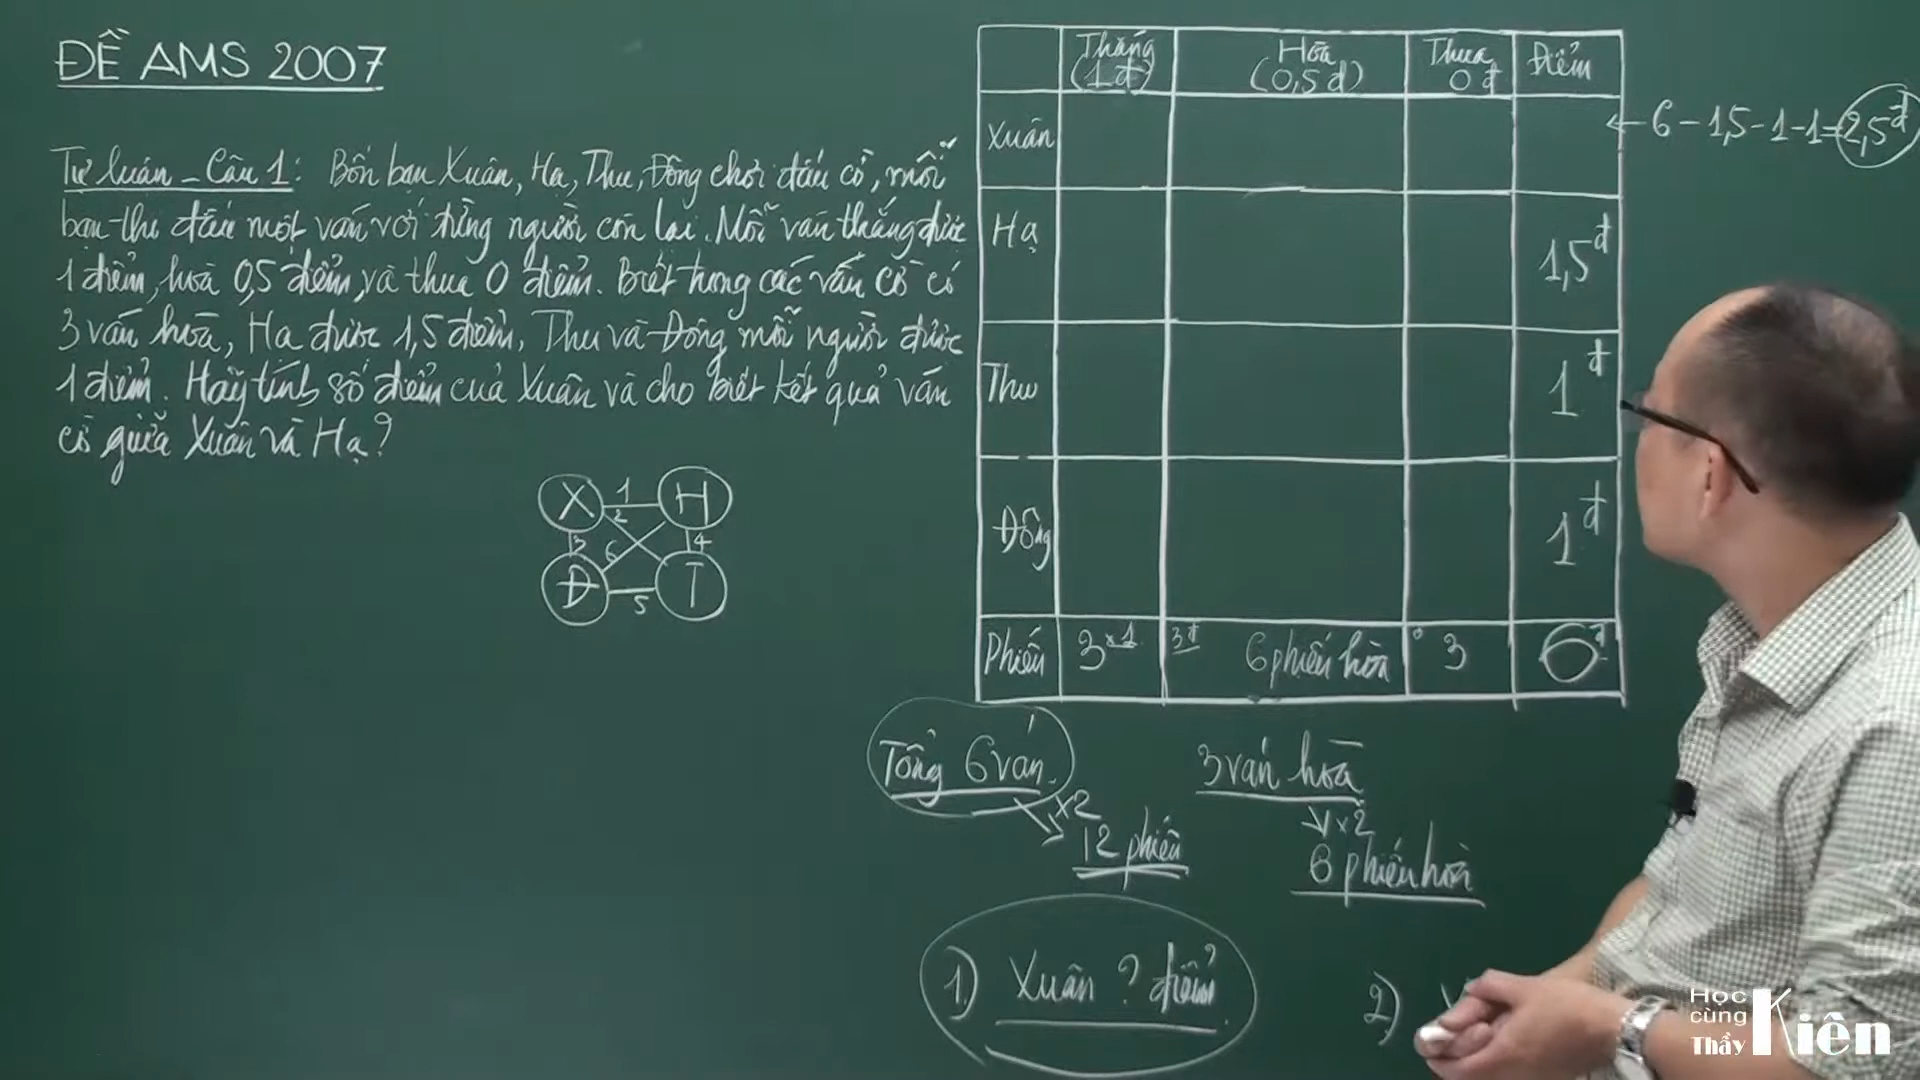 ĐỀ AMS 2007
Tự luận - Câu 1: Bốn bạn Xuân, Hạ, Thu, Đông chơi đấu cờ, mỗi
bạn thi đấu một ván với từng người còn lại. Mỗi ván thắng được
1 điểm, hoà 0,5 điểm, và thua 0 điểm. Biết trong các ván cờ có
3 ván hoà, Hạ được 1,5 điểm, Thu và Đông mỗi người được
1 điểm. Hãy tính số điểm của Xuân và cho biết kết quả ván
cờ giữa Xuân và Hạ?
X 1 H
2
3 6 4
Đ 5 T
Thắng (1đ) Hòa (0,5đ) Thua 0đ Điểm
Xuân ← 6 - 1,5 - 1 - 1 = 2,5đ
Hạ 1,5đ
Thu 1đ
Đông 1đ
Phiếu 3 x1 3đ 6 phiếu hòa 3 6đ
Tổng 6 ván. 3 ván hoà
x2 x2
12 phiếu 6 phiếu hoà
1) Xuân ? điểm 2)
Học cùng Thầy Kiên